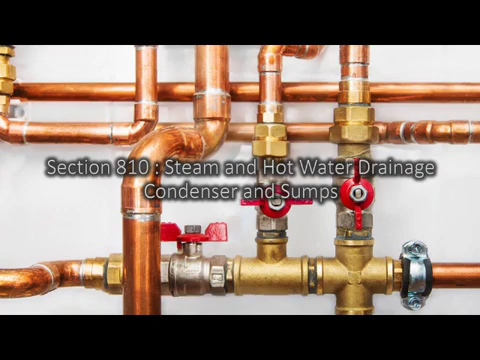 Section 810 : Steam and Hot Water Drainage
Condenser and Sumps